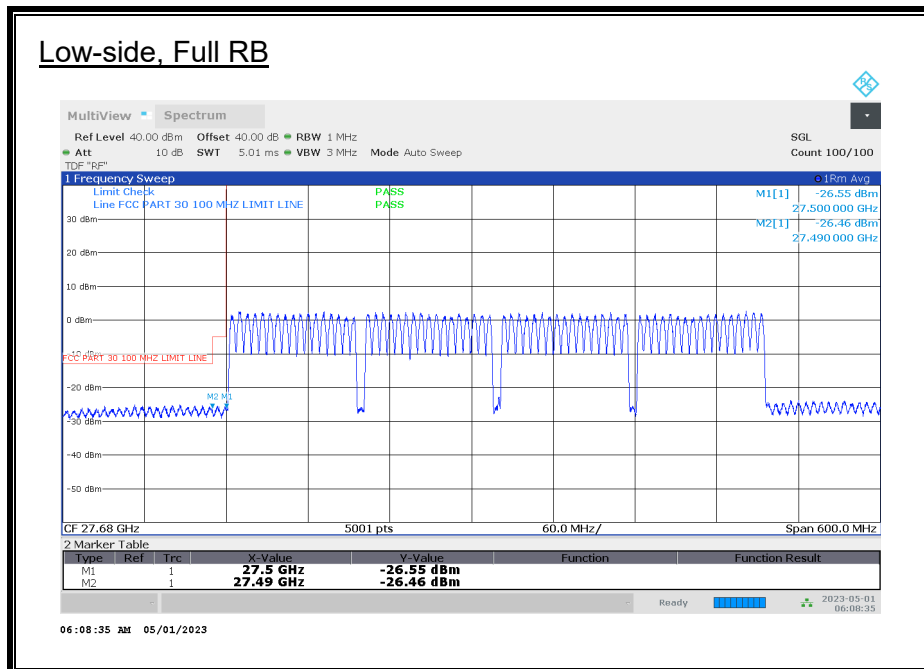 Low-side, Full RB
R S
MultiView Spectrum
Ref Level 40.00 dBm Offset 40.00 dB RBW 1 MHz SGL
Att 10 dB SWT 5.01 ms VBW 3 MHz Mode Auto Sweep Count 100/100
TDF "RF"
1 Frequency Sweep 1Rm Avg
Limit Check PASS M1[1] -26.55 dBm
Line FCC PART 30 100 MHZ LIMIT LINE PASS 27.500 000 GHz
30 dBm M2[1] -26.46 dBm
27.490 000 GHz
20 dBm
10 dBm
0 dBm
-10 dBm
FCC PART 30 100 MHZ LIMIT LINE
-20 dBm
M2 M1
-30 dBm
-40 dBm
-50 dBm
CF 27.68 GHz 5001 pts 60.0 MHz/ Span 600.0 MHz
2 Marker Table
Type Ref Trc X-Value Y-Value Function Function Result
M1 1 27.5 GHz -26.55 dBm
M2 1 27.49 GHz -26.46 dBm
Ready 2023-05-01
06:08:35
06:08:35 AM 05/01/2023